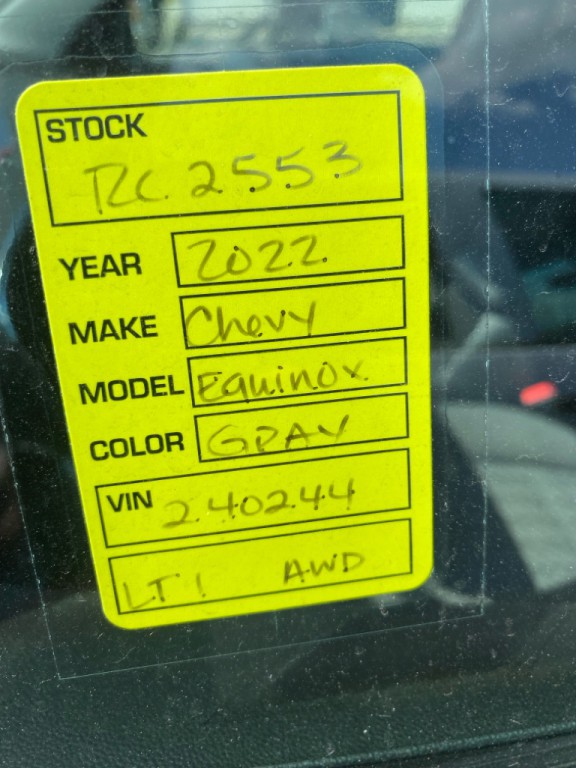 STOCK
RC 2553
YEAR 2022
MAKE Chevy
MODEL Equinox
COLOR GRAY
VIN 240244
LT1 AWD